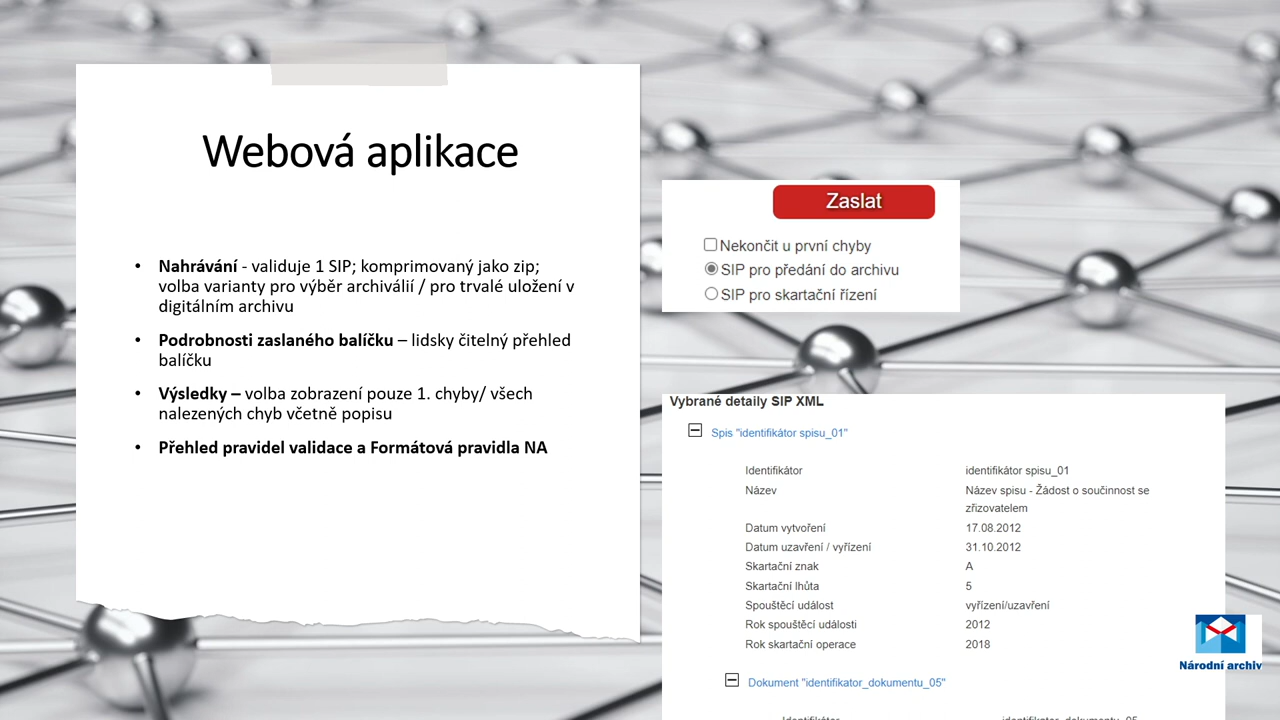 Webová aplikace
• Nahrávání - validuje 1 SIP; komprimovaný jako zip;
volba varianty pro výběr archiválií / pro trvalé uložení v
digitálním archivu
• Podrobnosti zaslaného balíčku – lidsky čitelný přehled
balíčku
• Výsledky – volba zobrazení pouze 1. chyby/ všech
nalezených chyb včetně popisu
• Přehled pravidel validace a Formátová pravidla NA
Zaslat
Nekončit u první chyby
SIP pro předání do archivu
SIP pro skartační řízení
Vybrané detaily SIP XML
Spis "identifikátor spisu_01"
Identifikátor identifikátor spisu_01
Název Název spisu - Žádost o součinnost se
zřizovatelem
Datum vytvoření 17.08.2012
Datum uzavření / vyřízení 31.10.2012
Skartační znak A
Skartační lhůta 5
Spouštěcí událost vyřízení/uzavření
Rok spouštěcí události 2012
Rok skartační operace 2018
Národní archiv
Dokument "identifikator_dokumentu_05"
Identifikátor identifikator_dokumentu_05